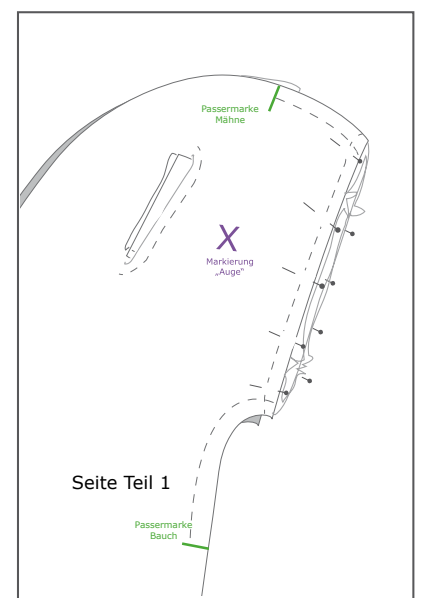 Passermarke
Mähne
X
Markierung
„Auge“
Seite Teil 1
Passermarke
Bauch